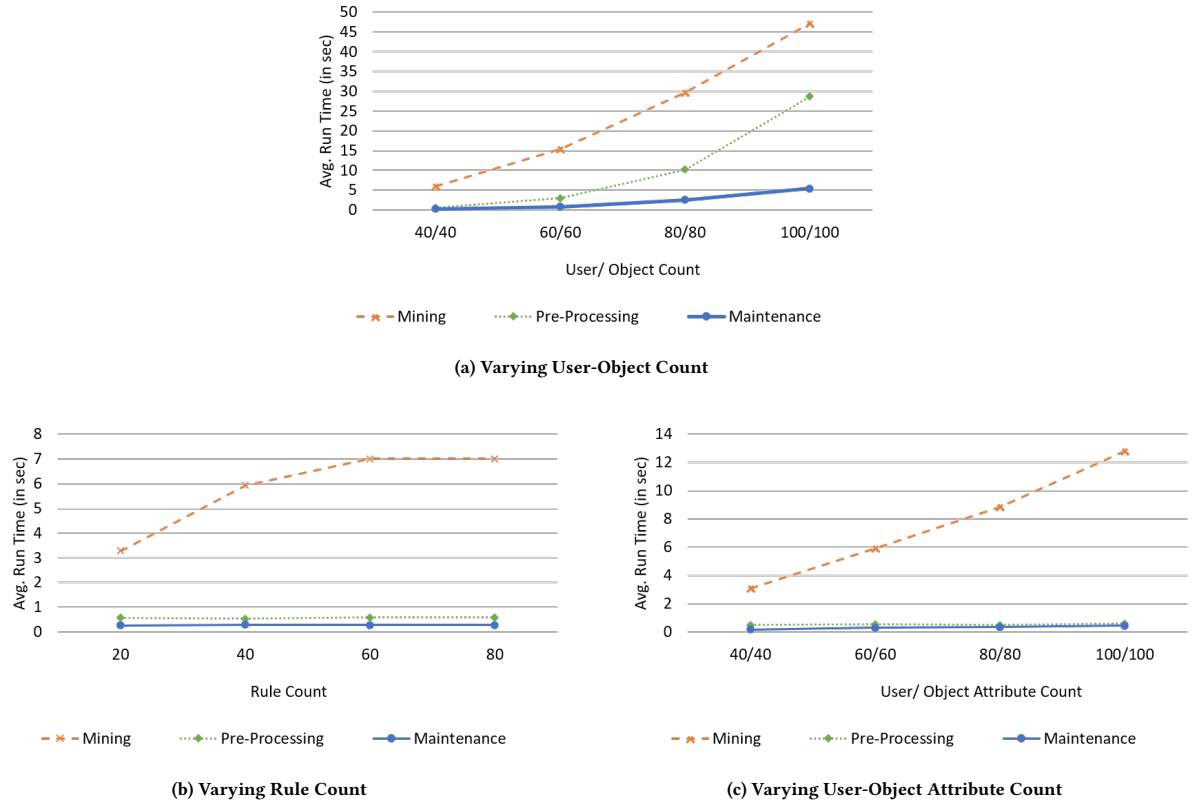 50
45
40
35
30
25
20
15
10
5
0
Avg. Run Time (in sec)
40/40 60/60 80/80 100/100
User/ Object Count
Mining Pre-Processing Maintenance
(a) Varying User-Object Count
8
7
6
5
4
3
2
1
0
Avg. Run Time (in sec)
20 40 60 80
Rule Count
Mining Pre-Processing Maintenance
(b) Varying Rule Count
14
12
10
8
6
4
2
0
Avg. Run Time (in sec)
40/40 60/60 80/80 100/100
User/ Object Attribute Count
Mining Pre-Processing Maintenance
(c) Varying User-Object Attribute Count